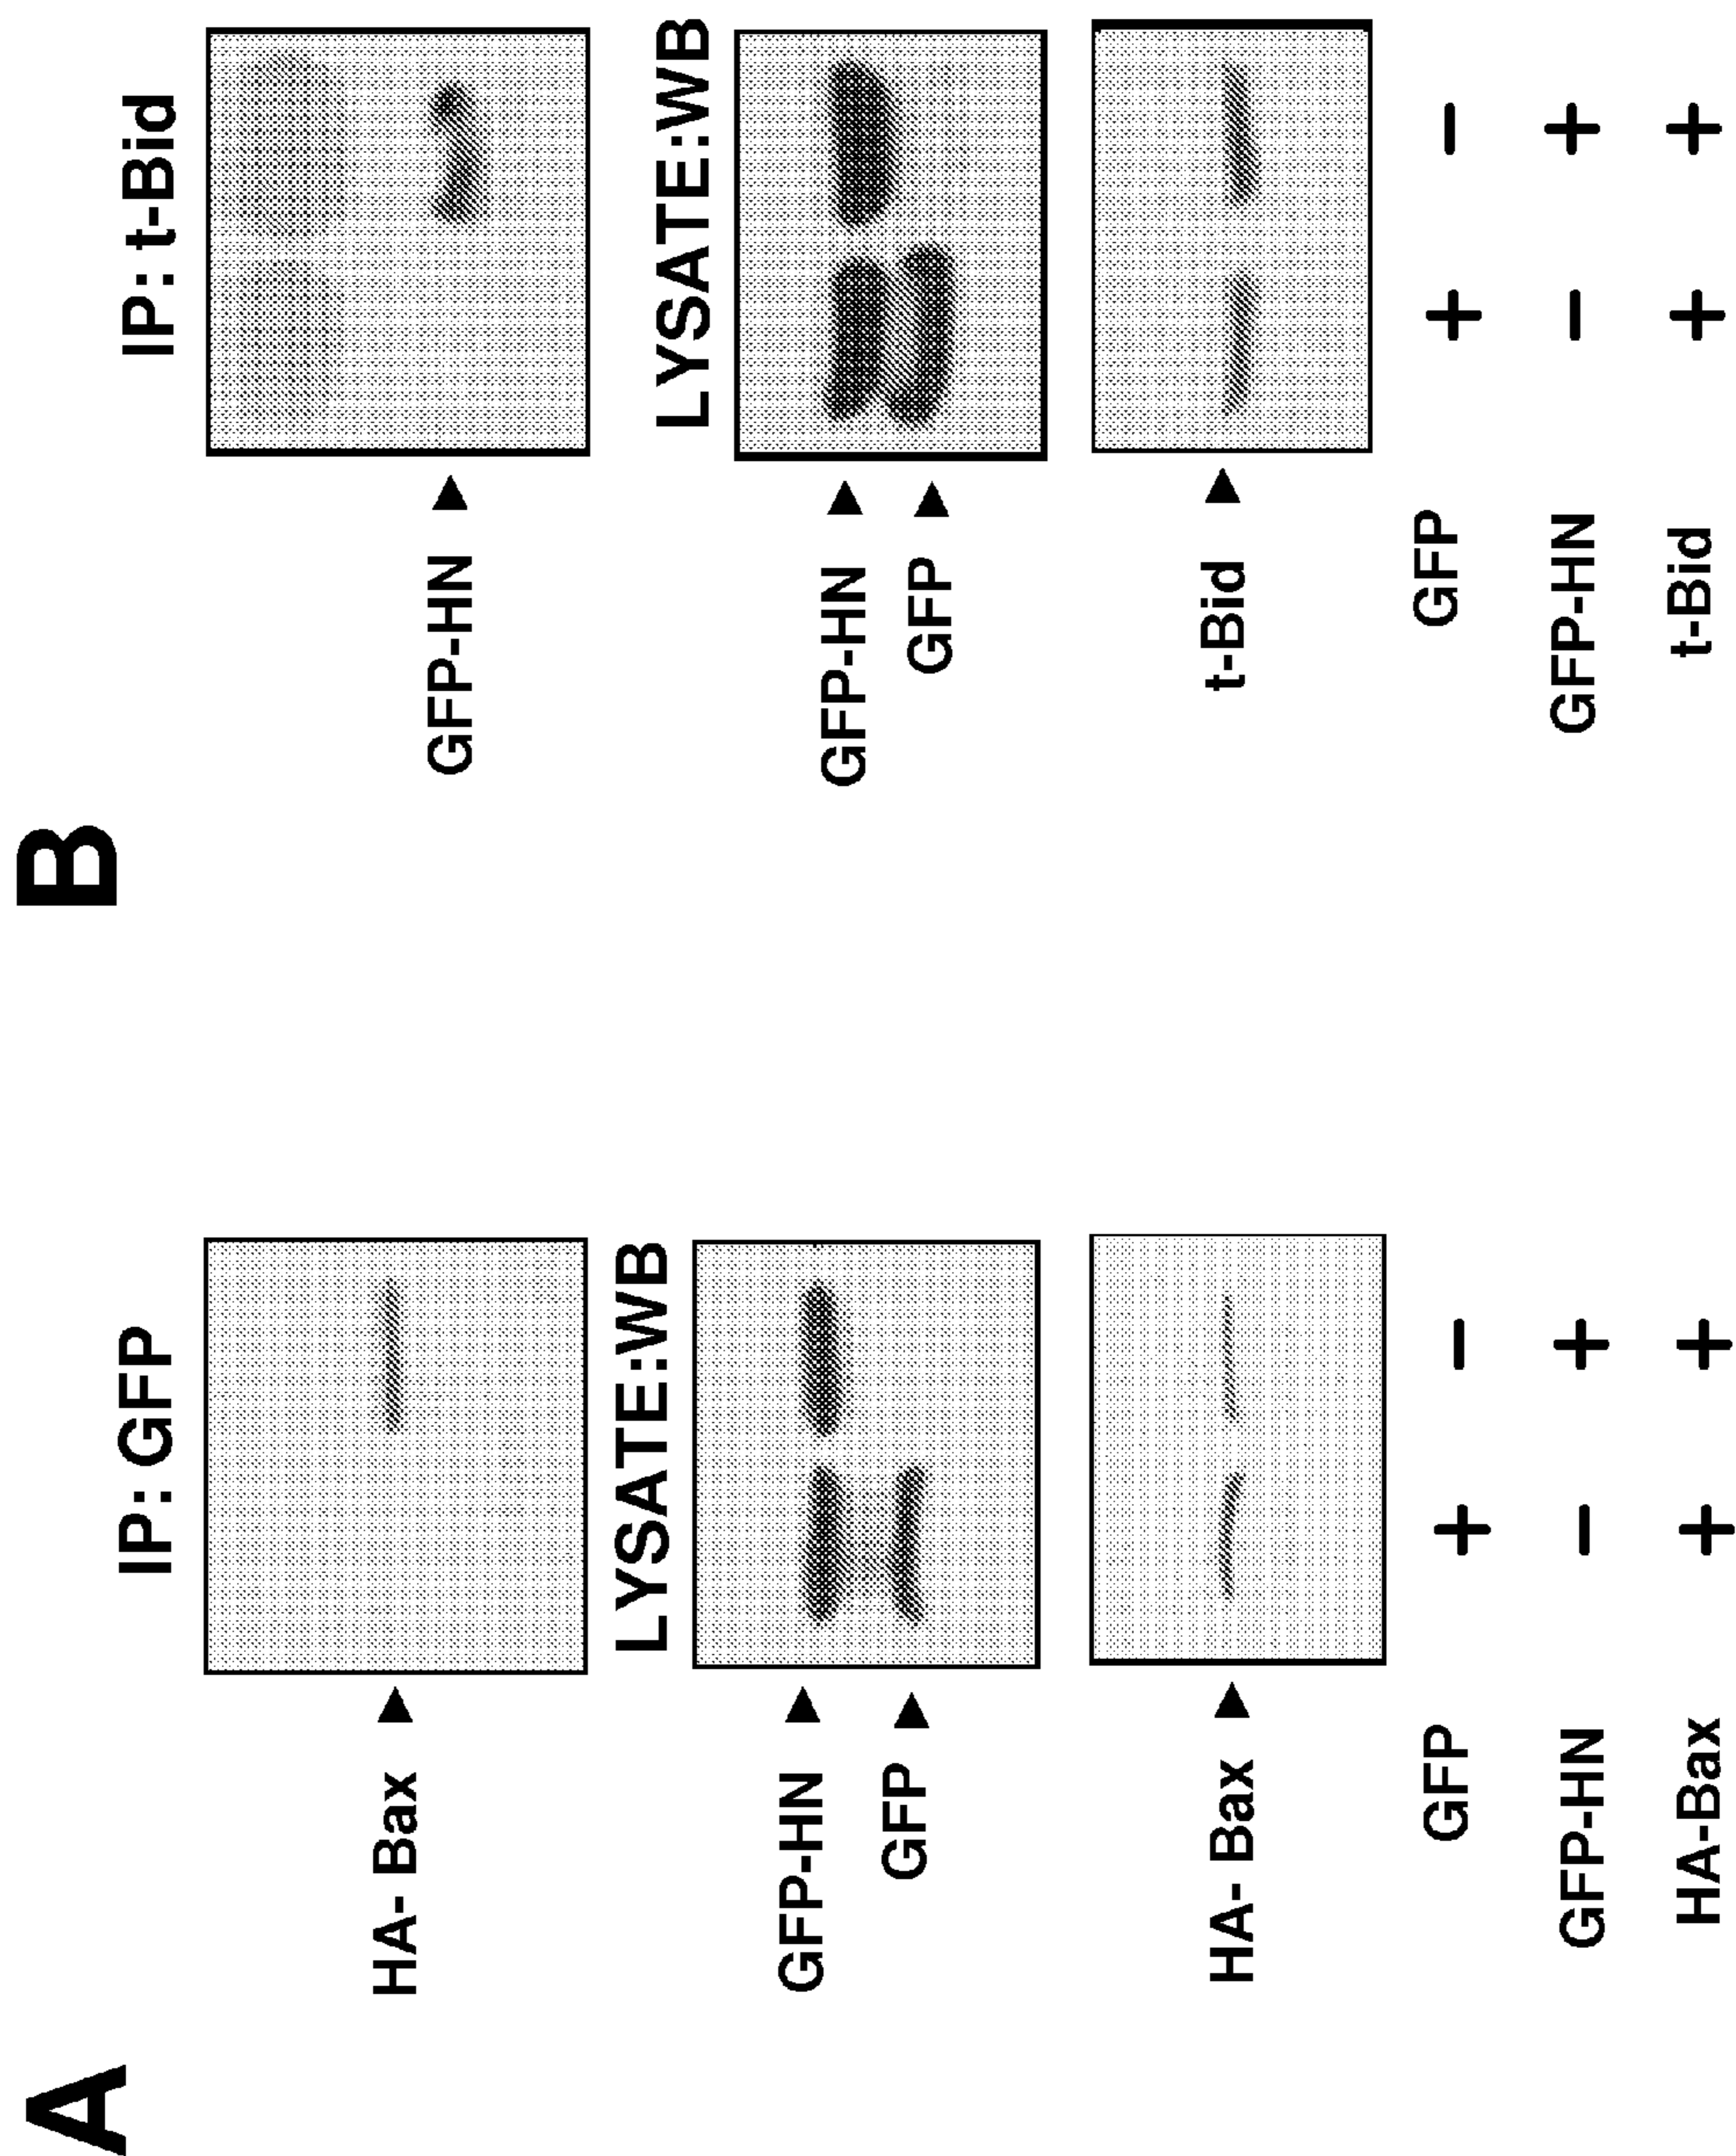 A
IP: GFP
HA- Bax
LYSATE:WB
GFP-HN
GFP
HA- Bax
GFP + −
GFP-HN − +
HA-Bax + +
B
IP: t-Bid
GFP-HN
LYSATE:WB
GFP-HN
GFP
t-Bid
GFP + −
GFP-HN − +
t-Bid + +